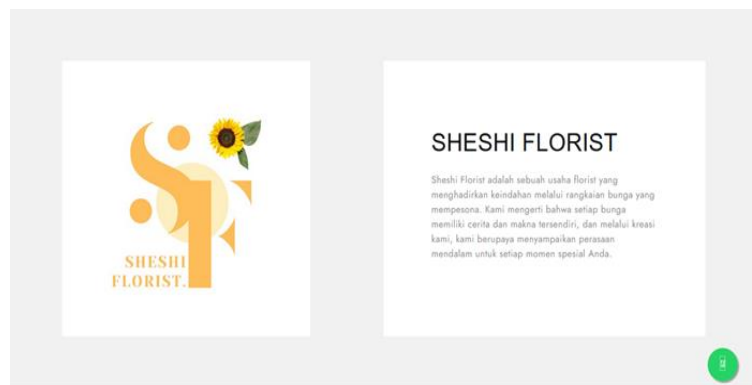 SHESHI
FLORIST.
SHESHI FLORIST
Sheshi Florist adalah sebuah usaha florist yang
menghadirkan keindahan melalui rangkaian bunga yang
mempesona. Kami mengerti bahwa setiap bunga
memiliki cerita dan makna tersendiri, dan melalui kreasi
kami, kami berupaya menyampaikan perasaan
mendalam untuk setiap momen spesial Anda.